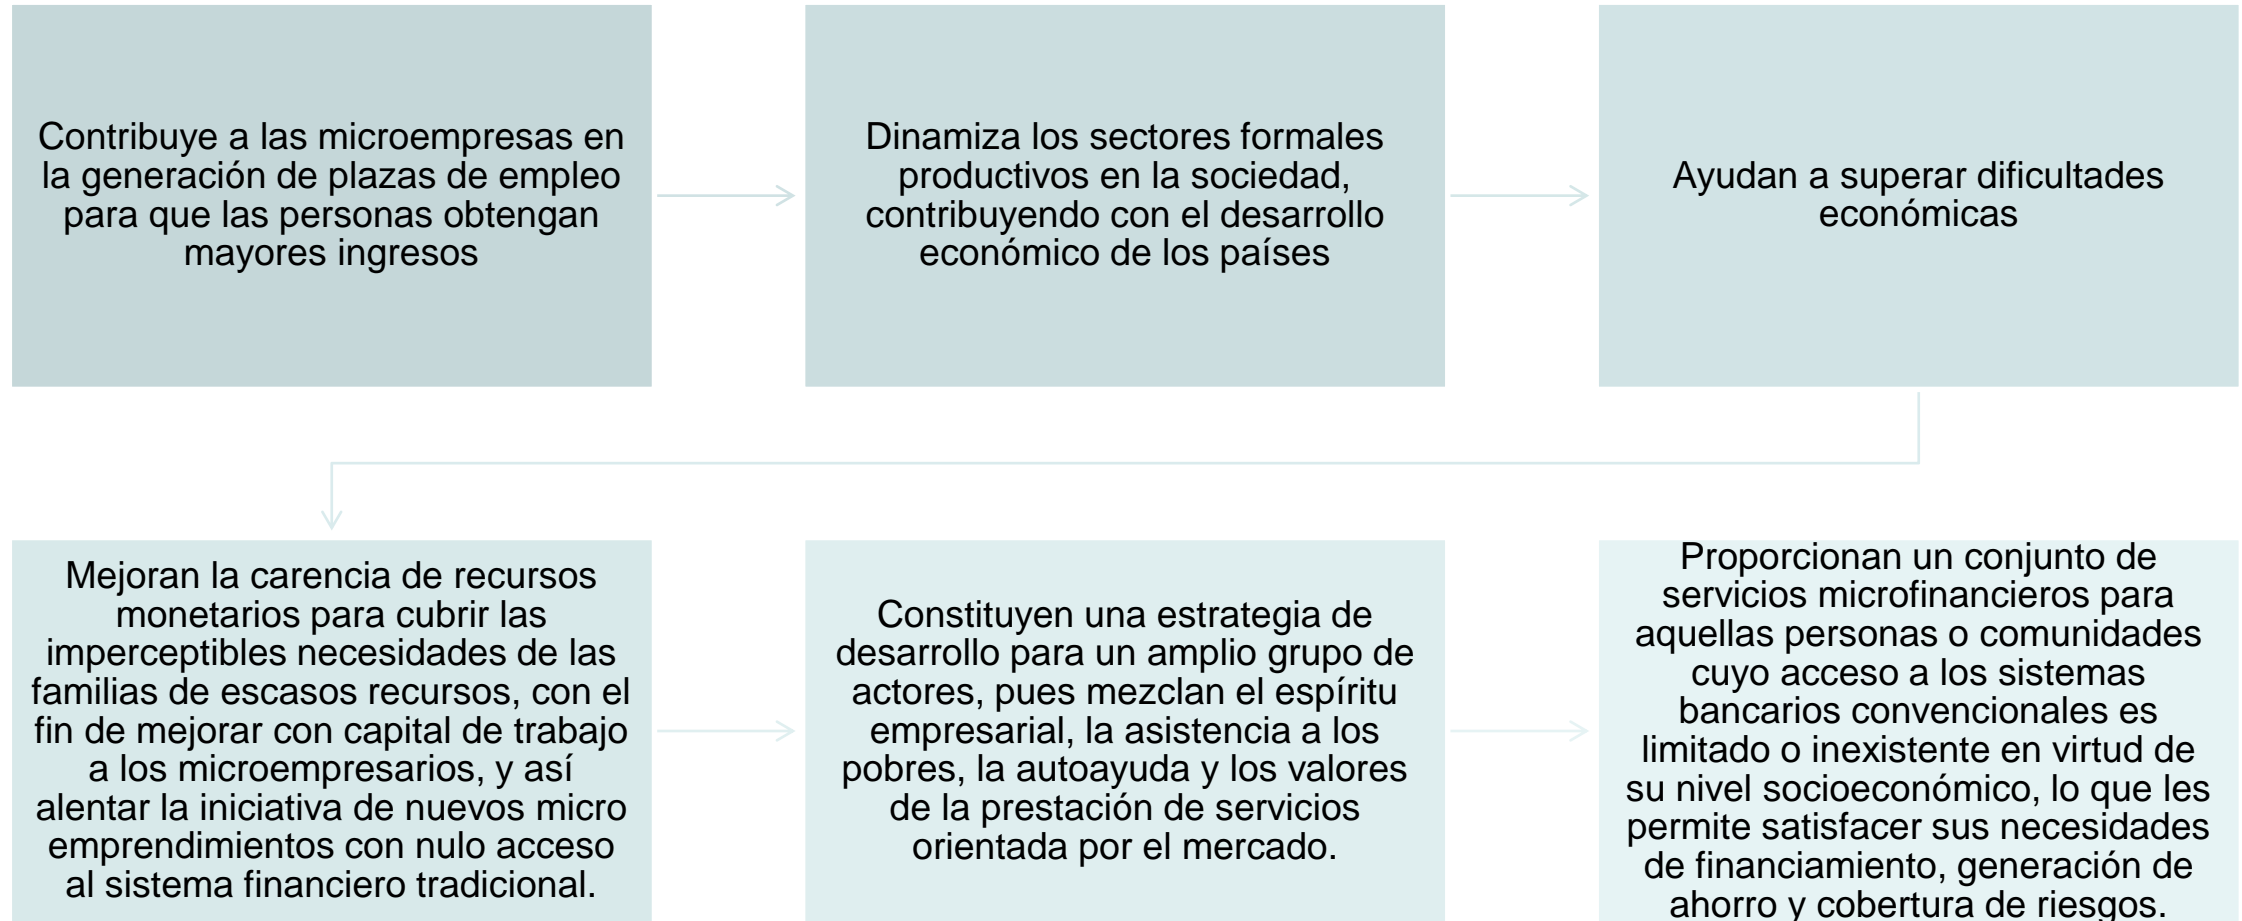 Contribuye a las microempresas en
la generación de plazas de empleo
para que las personas obtengan
mayores ingresos
Dinamiza los sectores formales
productivos en la sociedad,
contribuyendo con el desarrollo
económico de los países
Ayudan a superar dificultades
económicas
Mejoran la carencia de recursos
monetarios para cubrir las
imperceptibles necesidades de las
familias de escasos recursos, con el
fin de mejorar con capital de trabajo
a los microempresarios, y así
alentar la iniciativa de nuevos micro
emprendimientos con nulo acceso
al sistema financiero tradicional.
Constituyen una estrategia de
desarrollo para un amplio grupo de
actores, pues mezclan el espíritu
empresarial, la asistencia a los
pobres, la autoayuda y los valores
de la prestación de servicios
orientada por el mercado.
Proporcionan un conjunto de
servicios microfinancieros para
aquellas personas o comunidades
cuyo acceso a los sistemas
bancarios convencionales es
limitado o inexistente en virtud de
su nivel socioeconómico, lo que les
permite satisfacer sus necesidades
de financiamiento, generación de
ahorro y cobertura de riesgos.